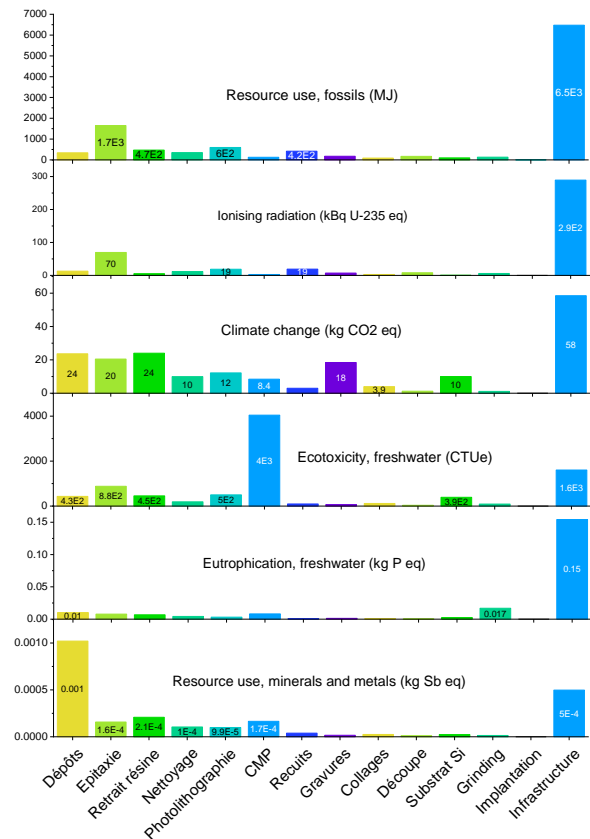 7000
6000
5000
4000
3000
2000
1000
0
Resource use, fossils (MJ)
1.7E3
4.7E2
6E2
4.2E2
6.5E3
300
200
100
0
Ionising radiation (kBq U-235 eq)
70
19
19
2.9E2
60
40
20
0
Climate change (kg CO2 eq)
24
20
24
10
12
8.4
18
3.9
10
58
4000
2000
0
Ecotoxicity, freshwater (CTUe)
4.3E2
8.8E2
4.5E2
5E2
4E3
3.9E2
1.6E3
0.15
0.10
0.05
0.00
Eutrophication, freshwater (kg P eq)
0.01
0.017
0.15
0.0010
0.0005
0.0000
Resource use, minerals and metals (kg Sb eq)
0.001
1.6E-4
2.1E-4
1E-4
9.9E-5
1.7E-4
5E-4
Dépôts
Epitaxie
Retrait résine
Nettoyage
Photolithographie
CMP
Recuits
Gravures
Collages
Découpe
Substrat Si
Grinding
Implantation
Infrastructure